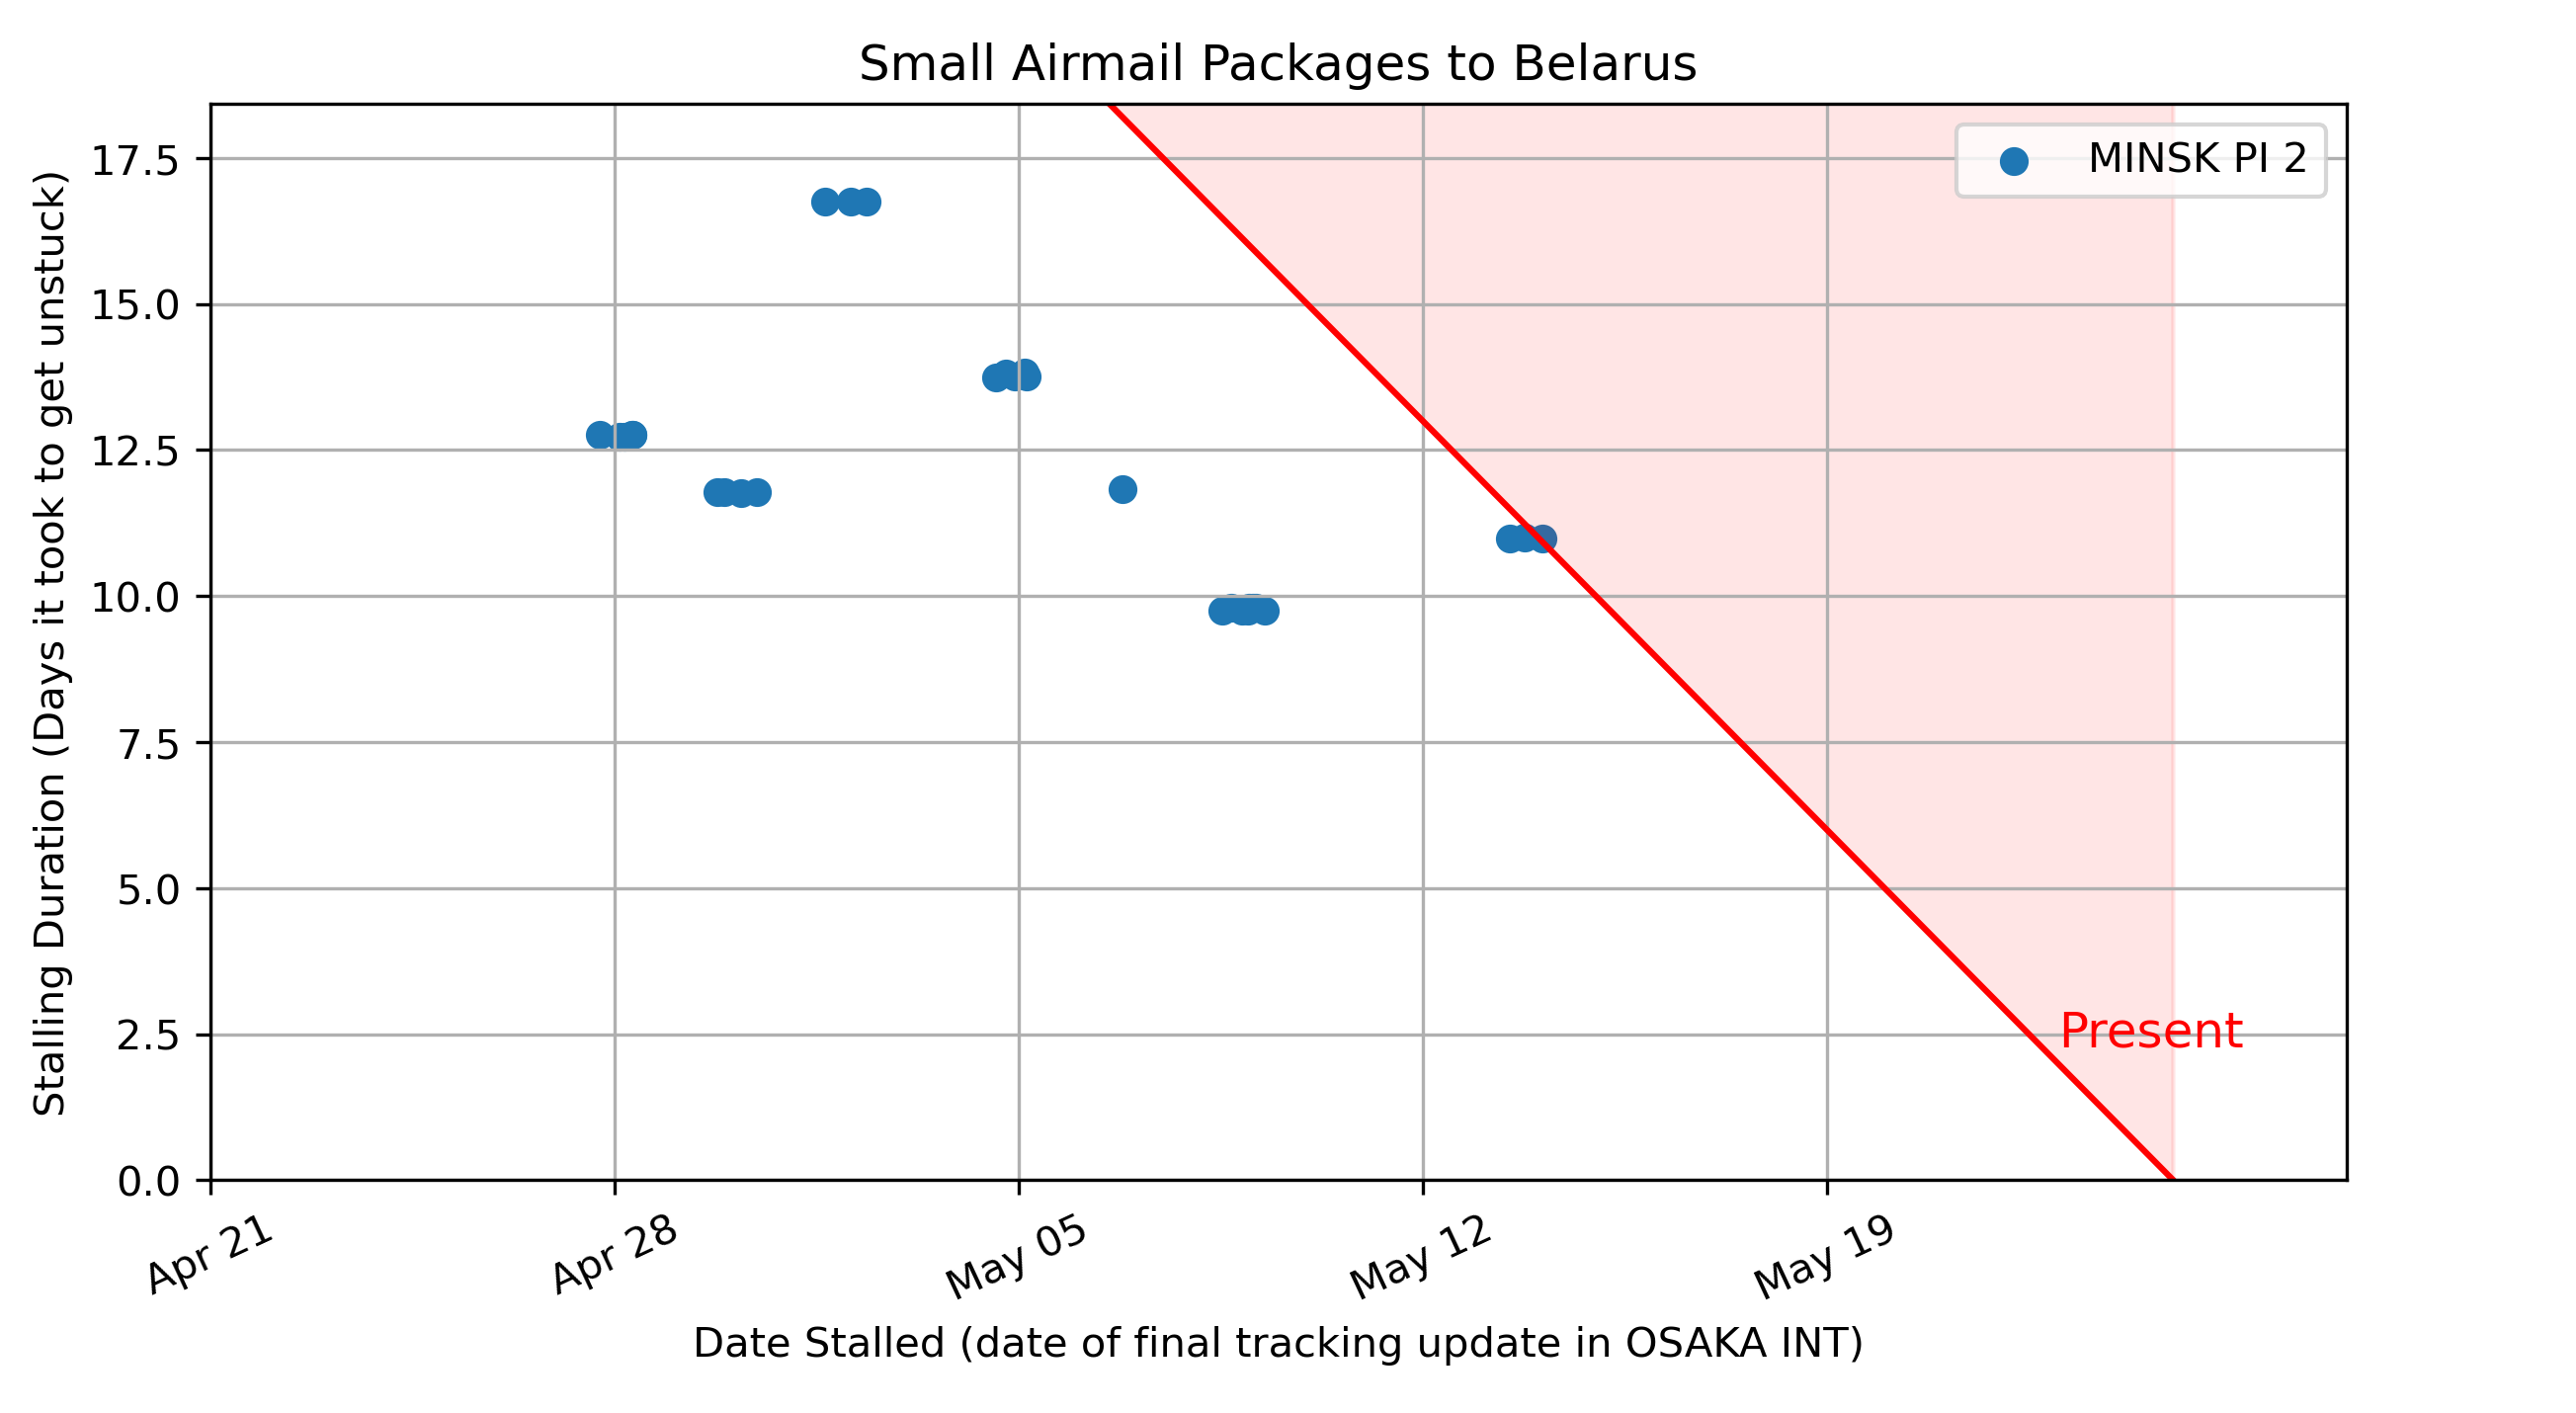 Small Airmail Packages to Belarus
MINSK PI 2
Stalling Duration (Days it took to get unstuck)
17.5
15.0
12.5
10.0
7.5
5.0
2.5
0.0
Present
Apr 21
Apr 28
May 05
May 12
May 19
Date Stalled (date of final tracking update in OSAKA INT)